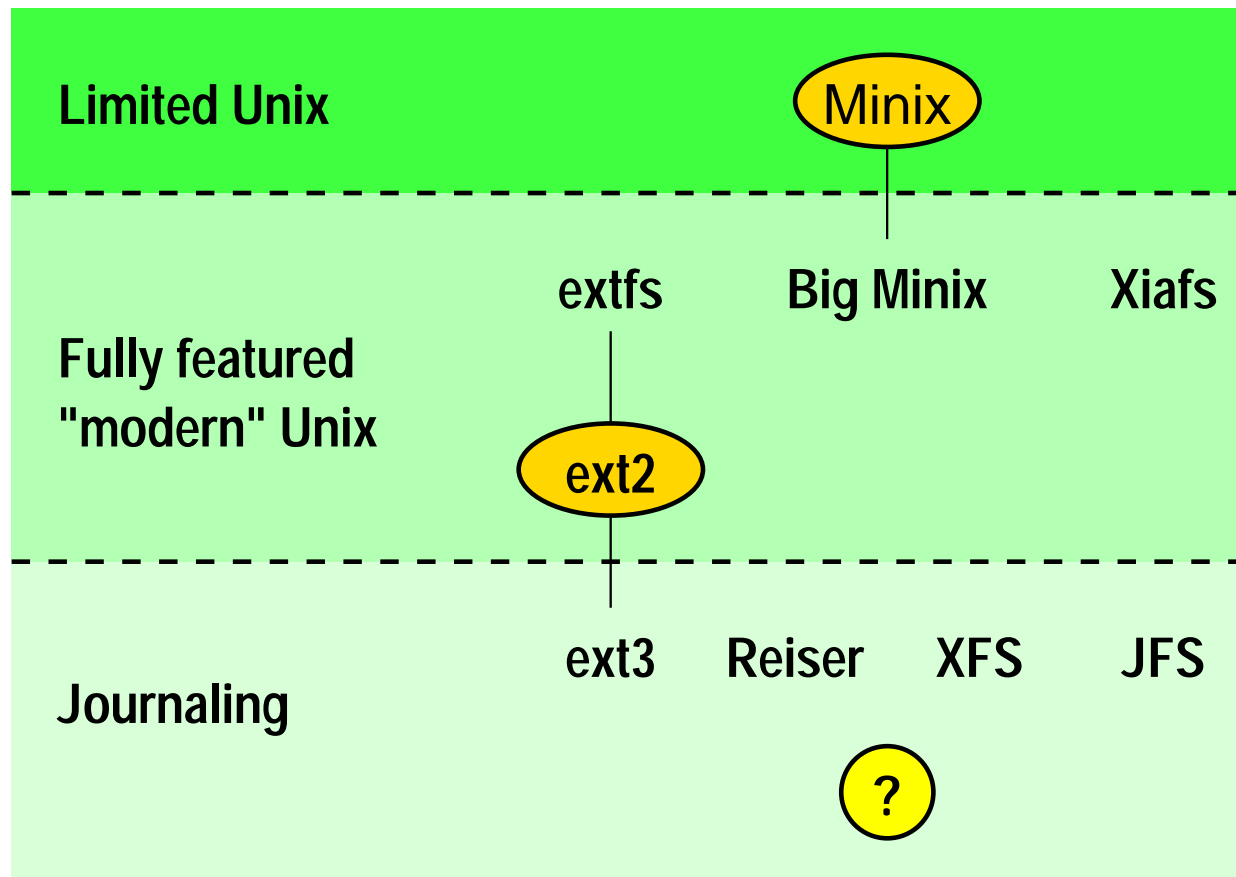 Limited Unix
Minix
extfs
Big Minix
Xiafs
Fully featured
"modern" Unix
ext2
ext3
Reiser
XFS
JFS
Journaling
?